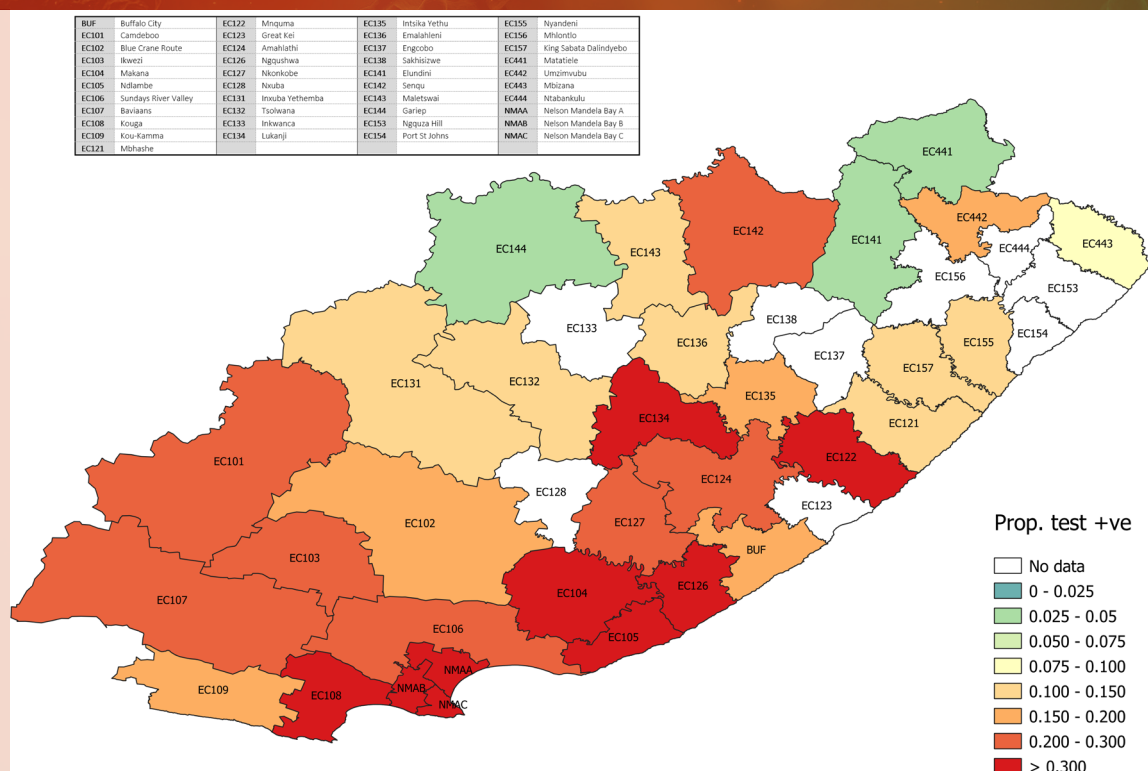 BUF Buffalo City EC122 Mnquma EC135 Intsika Yethu EC155 Nyandeni
EC101 Camdeboo EC123 Great Kei EC136 Emalahleni EC156 Mhlontlo
EC102 Blue Crane Route EC124 Amahlathi EC137 Engcobo EC157 King Sabata Dalindyebo
EC103 Ikwezi EC126 Ngqushwa EC138 Sakhisizwe EC441 Matatiele
EC104 Makana EC127 Nkonkobe EC141 Elundini EC442 Umzimvubu
EC105 Ndlambe EC128 Nxuba EC142 Senqu EC443 Mbizana
EC106 Sundays River Valley EC131 Inxuba Yethemba EC143 Maletswai EC444 Ntabankulu
EC107 Baviaans EC132 Tsolwana EC144 Gariep NMAA Nelson Mandela Bay A
EC108 Kouga EC133 Inkwanca EC153 Ngquza Hill NMAB Nelson Mandela Bay B
EC109 Kou-Kamma EC134 Lukanji EC154 Port St Johns NMAC Nelson Mandela Bay C
EC121 Mbhashe
EC441
EC442
EC142
EC141
EC443
EC144
EC143
EC444
EC156
EC153
EC138
EC133
EC154
EC136
EC155
EC137
EC157
EC131
EC132
EC135
EC134
EC121
EC101
EC122
EC124
EC128
EC123
EC102
EC127
BUF
EC103
EC126
EC104
EC107
EC106
EC105
NMAA
EC109
NMAB
EC108
NMAC
Prop. test +ve
No data
0 - 0.025
0.025 - 0.05
0.050 - 0.075
0.075 - 0.100
0.100 - 0.150
0.150 - 0.200
0.200 - 0.300
> 0.300